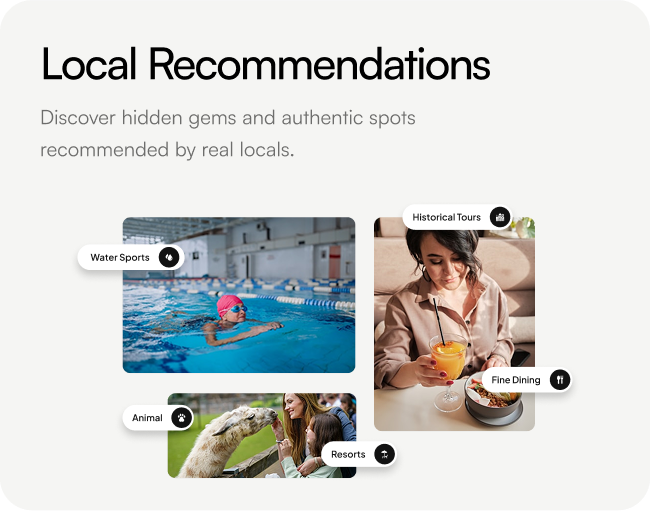 Local Recommendations
Discover hidden gems and authentic spots
recommended by real locals.
Historical Tours
Water Sports
Fine Dining
Animal
Resorts